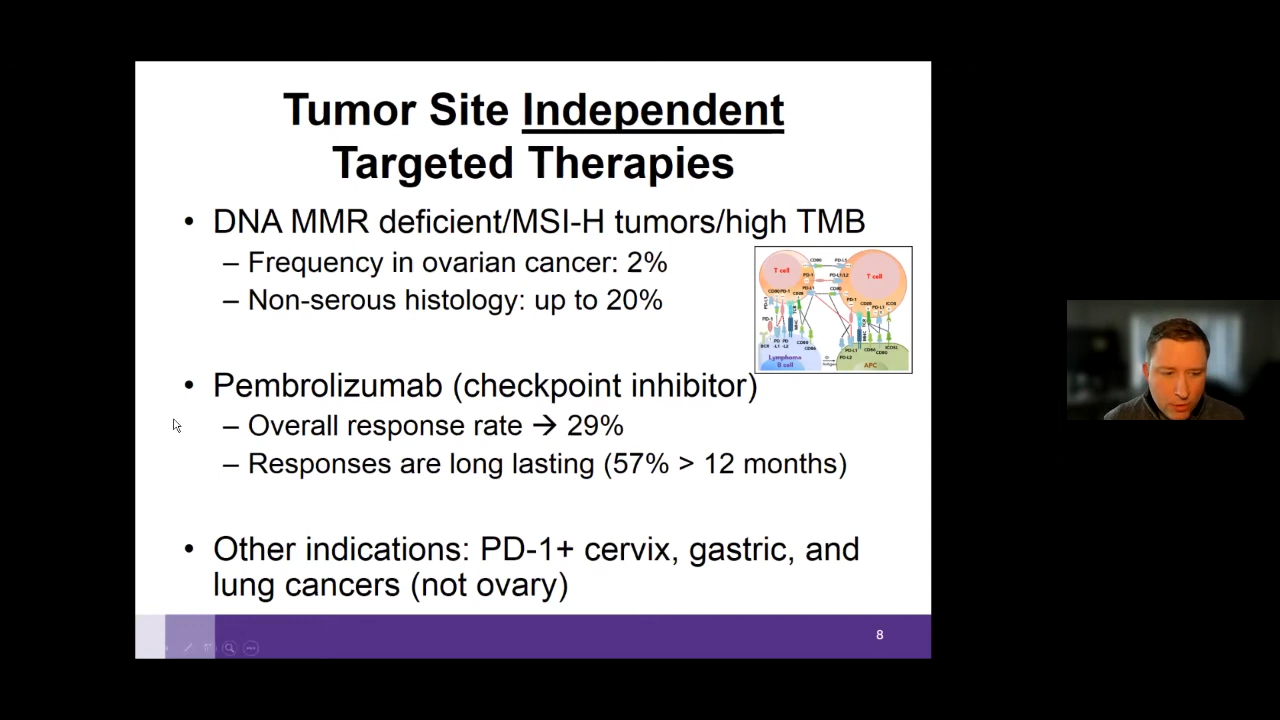 Tumor Site Independent
Targeted Therapies
• DNA MMR deficient/MSI-H tumors/high TMB
– Frequency in ovarian cancer: 2%
– Non-serous histology: up to 20%
T cell
T cell
Lymphoma
B cell
APC
• Pembrolizumab (checkpoint inhibitor)
– Overall response rate → 29%
– Responses are long lasting (57% > 12 months)
• Other indications: PD-1+ cervix, gastric, and
lung cancers (not ovary)
8